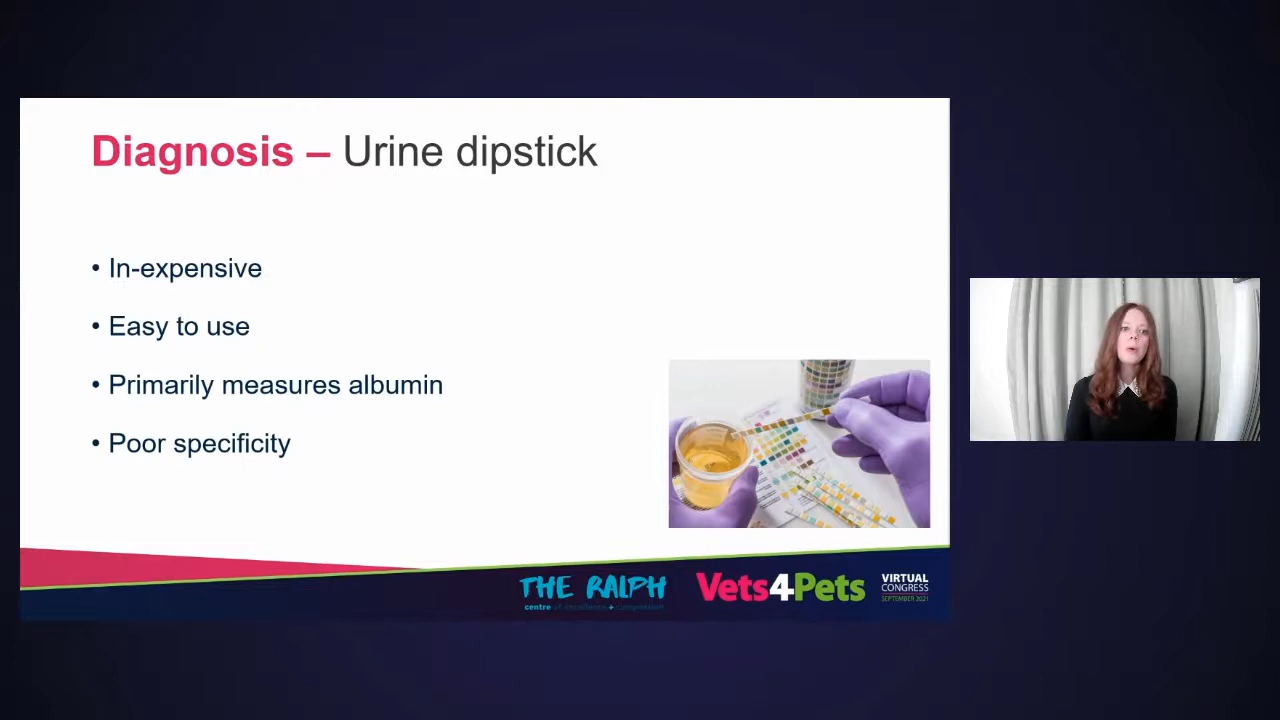 Diagnosis – Urine dipstick
• In-expensive
• Easy to use
• Primarily measures albumin
• Poor specificity
THE RALPH
centre of excellence + compassion
Vets4Pets
VIRTUAL
CONGRESS
SEPTEMBER 2021